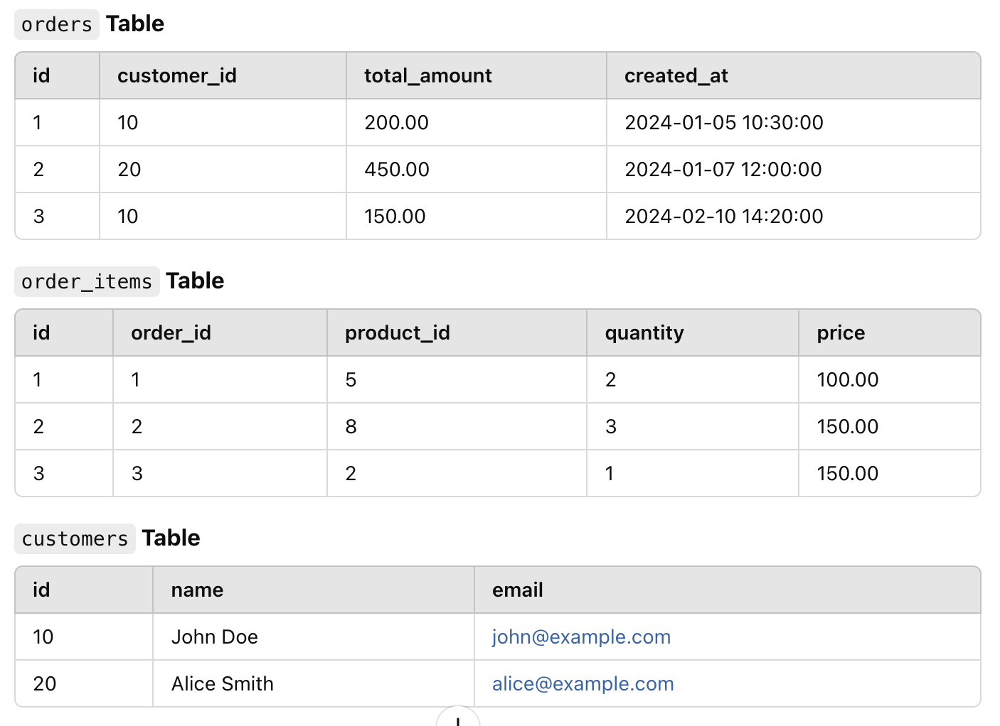 orders Table
id customer_id total_amount created_at
1 10 200.00 2024-01-05 10:30:00
2 20 450.00 2024-01-07 12:00:00
3 10 150.00 2024-02-10 14:20:00
order_items Table
id order_id product_id quantity price
1 1 5 2 100.00
2 2 8 3 150.00
3 3 2 1 150.00
customers Table
id name email
10 John Doe john@example.com
20 Alice Smith alice@example.com